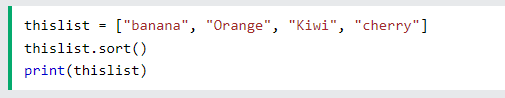 thislist = ["banana", "Orange", "Kiwi", "cherry"]
thislist.sort()
print(thislist)